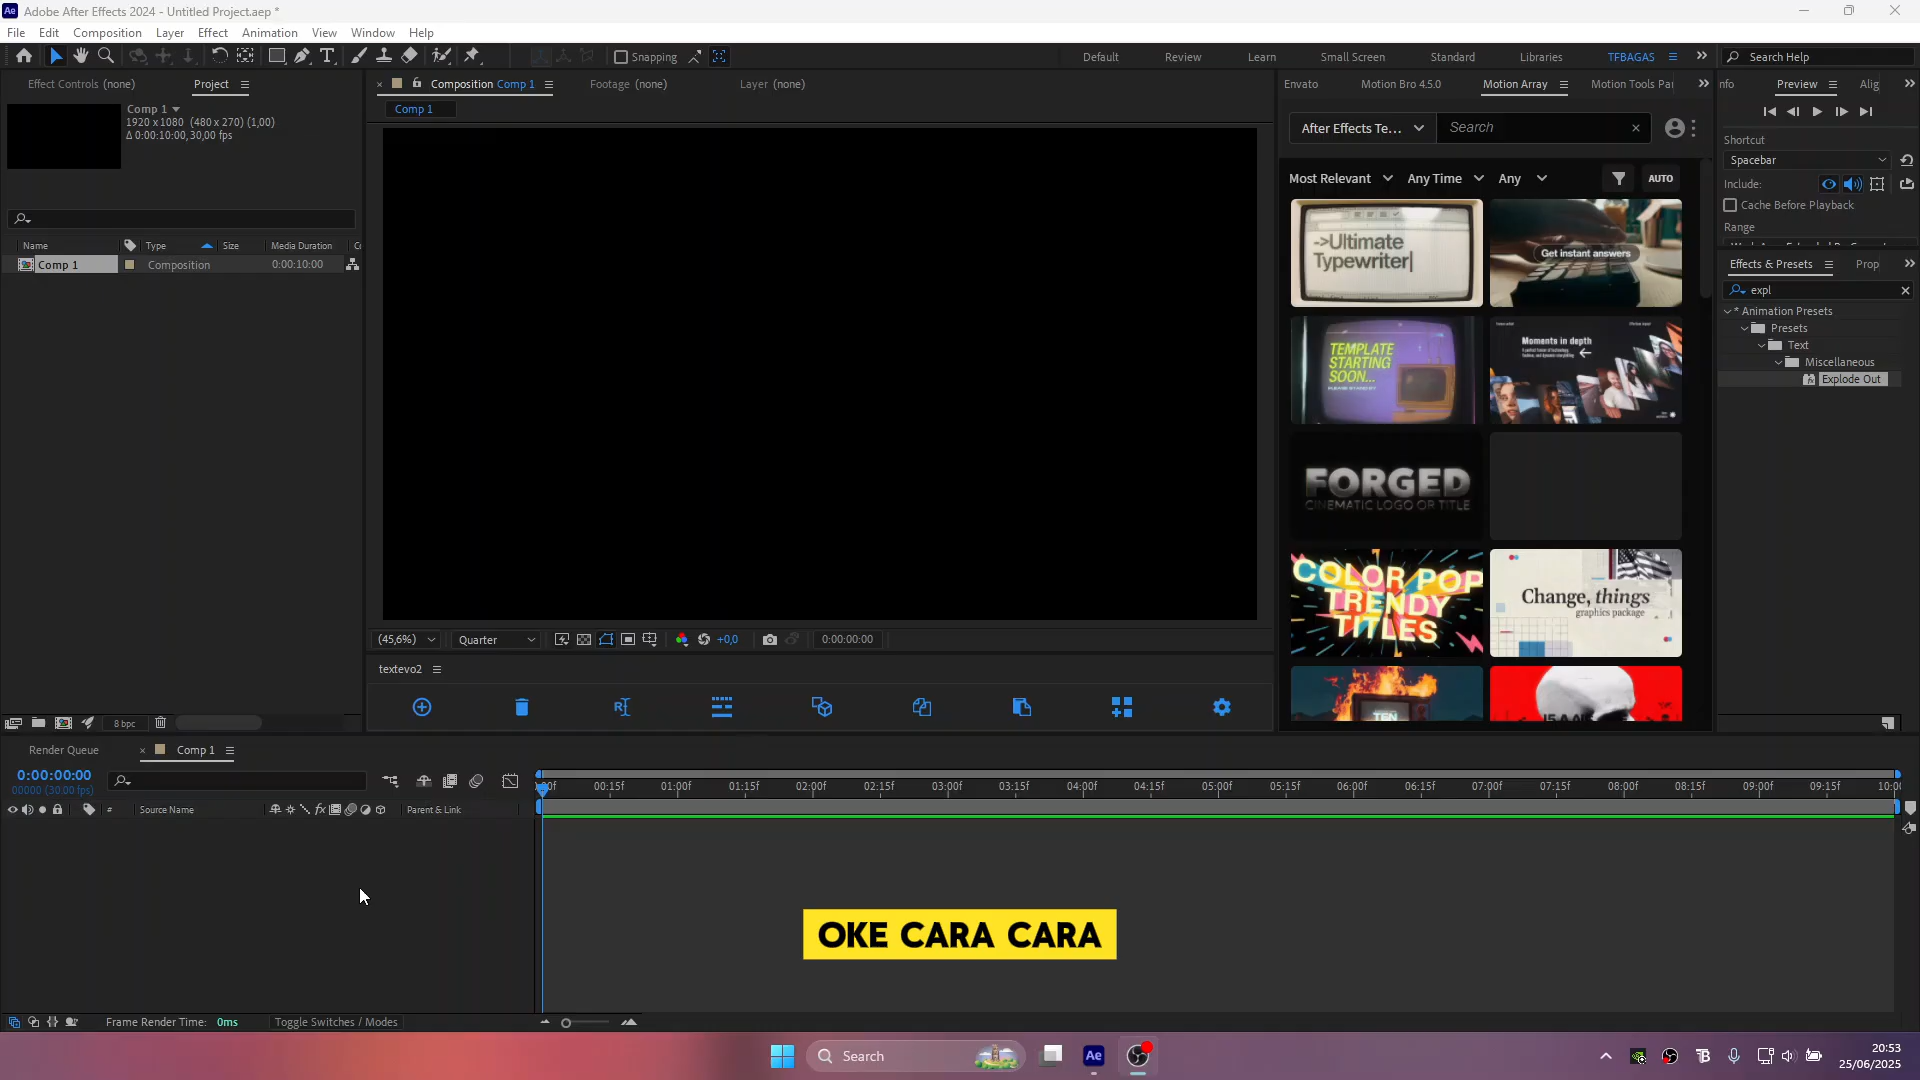 Adobe After Effects 2024 - Untitled Project.aep *
File Edit Composition Layer Effect Animation View Window Help
Snapping
Default Review Learn Small Screen Standard Libraries TFBAGAS
Search Help
Effect Controls (none) Project
Composition Comp 1 Footage (none) Layer (none)
Envato Motion Bro 4.5.0 Motion Array Motion Tools Par
nfo Preview Alig
Comp 1
1920 x 1080 (480 x 270) (1,00)
Δ 0:00:10:00, 30,00 fps
Comp 1
After Effects Te... Search
Shortcut
Spacebar
Include:
Cache Before Playback
Range
Most Relevant Any Time Any AUTO
Name Type Size Media Duration
Comp 1 Composition 0:00:10:00
->Ultimate
Typewriter|
Get instant answers
TEMPLATE
STARTING
SOON...
Moments in depth
FORGED
CINEMATIC LOGO OR TITLE
COLOR POP
TRENDY
TITLES
Change, things
graphics package
TEN
Effects & Presets Prop
expl
* Animation Presets
Presets
Text
Miscellaneous
Explode Out
(45,6%) Quarter +0,0 0:00:00:00
textevo2
8 bpc
Render Queue Comp 1
0:00:00:00
00000 (30.00 fps)
00:15f 01:00f 01:15f 02:00f 02:15f 03:00f 03:15f 04:00f 04:15f 05:00f 05:15f 06:00f 06:15f 07:00f 07:15f 08:00f 08:15f 09:00f 09:15f 10:0
# Source Name Parent & Link
OKE CARA CARA
Frame Render Time: 0ms Toggle Switches / Modes
Search
20:53
25/06/2025